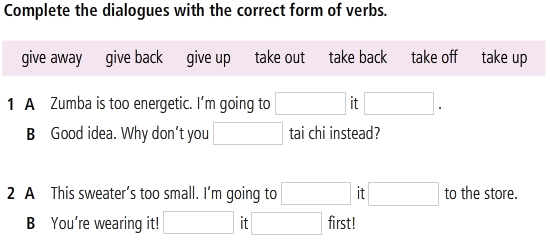 Complete the dialogues with the correct form of verbs.
give away give back give up take out take back take off take up
1 A Zumba is too energetic. I'm going to it .
B Good idea. Why don't you tai chi instead?
2 A This sweater's too small. I'm going to it to the store.
B You're wearing it! it first!